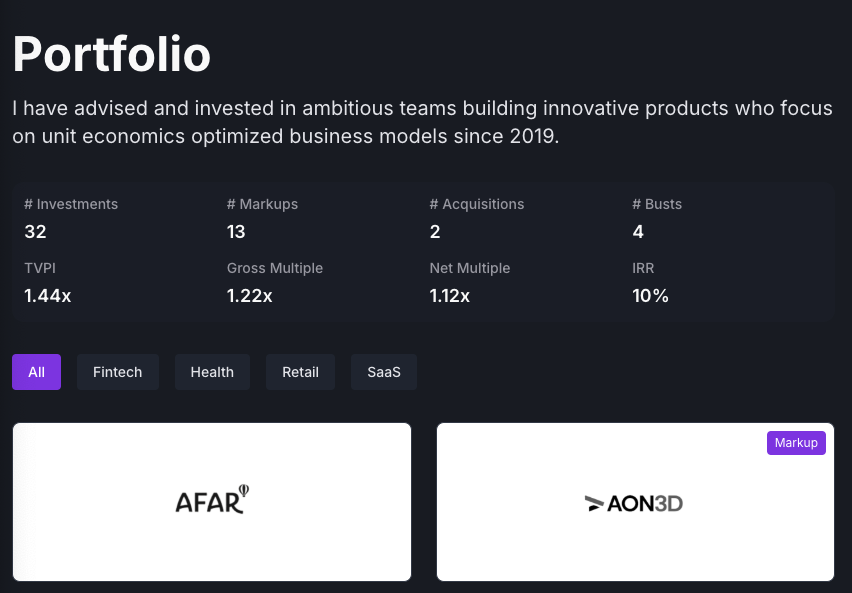 Portfolio
I have advised and invested in ambitious teams building innovative products who focus
on unit economics optimized business models since 2019.
# Investments # Markups # Acquisitions # Busts
32 13 2 4
TVPI Gross Multiple Net Multiple IRR
1.44x 1.22x 1.12x 10%
All Fintech Health Retail SaaS
Markup
AFAR AON3D